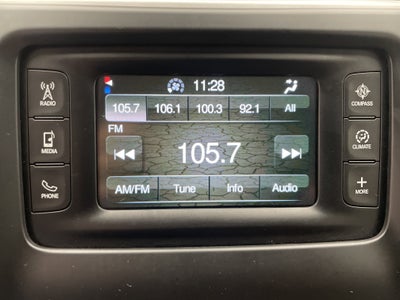 11:28
105.7 106.1 100.3 92.1 All
FM
105.7
AM/FM Tune Info Audio
RADIO
MEDIA
PHONE
COMPASS
CLIMATE
MORE